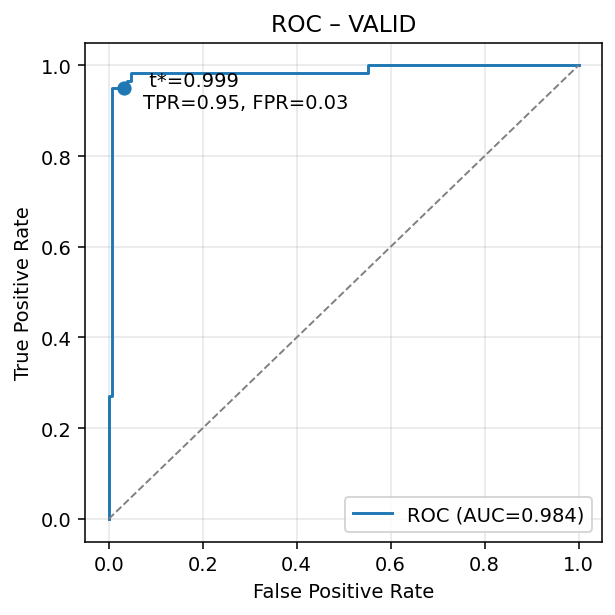 ROC – VALID
1.0
0.8
0.6
0.4
0.2
0.0
True Positive Rate
t*=0.999
TPR=0.95, FPR=0.03
ROC (AUC=0.984)
0.0 0.2 0.4 0.6 0.8 1.0
False Positive Rate